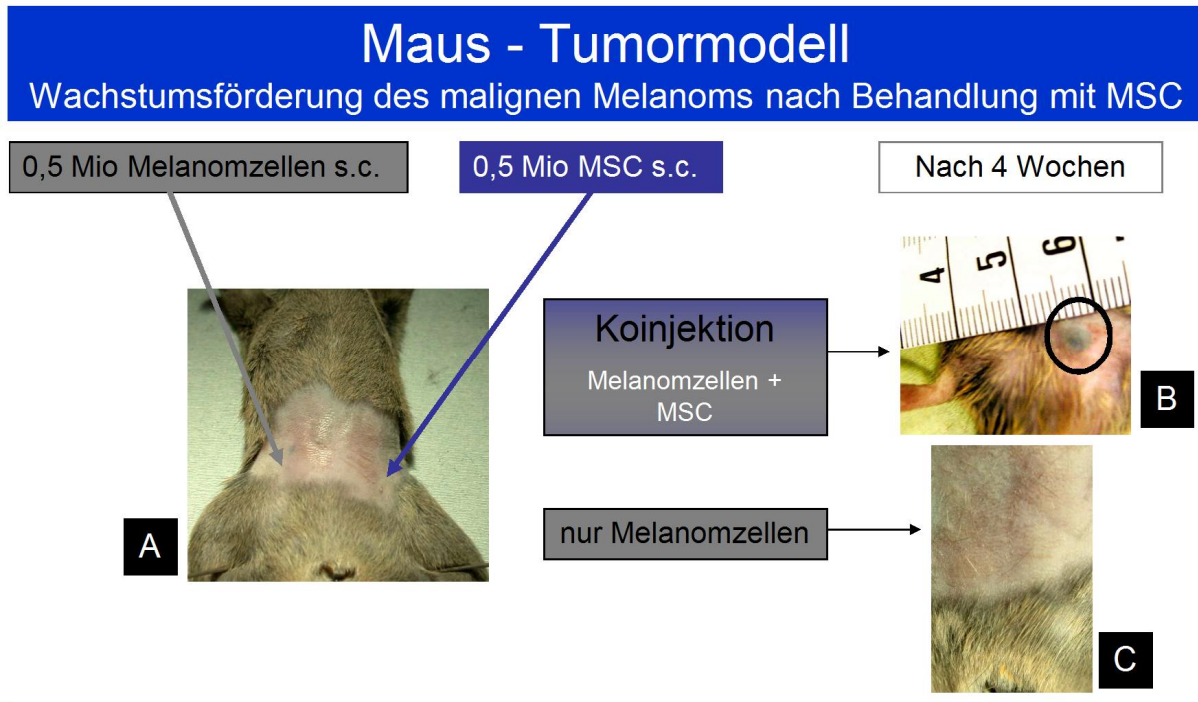 Maus - Tumormodell
Wachstumsförderung des malignen Melanoms nach Behandlung mit MSC
0,5 Mio Melanomzellen s.c.
0,5 Mio MSC s.c.
Nach 4 Wochen
4 5 6
Koinjektion
Melanomzellen +
MSC
B
nur Melanomzellen
A
C